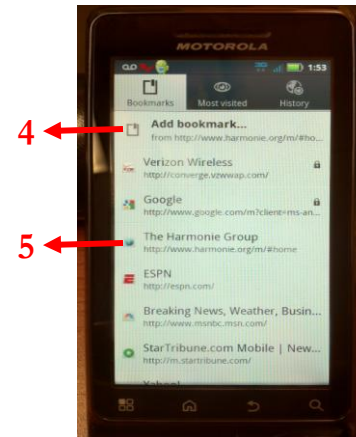 MOTOROLA
1:53
Bookmarks Most visited History
4
Add bookmark...
from http://www.harmonie.org/m/#ho...
Verizon Wireless
http://converge.vzwwap.com/
Google
http://www.google.com/m?client=ms-an...
5
The Harmonie Group
http://www.harmonie.org/m/#home
ESPN
http://espn.com/
Breaking News, Weather, Busin...
http://www.msnbc.msn.com/
StarTribune.com Mobile | New...
http://m.startribune.com/
Yahoo!